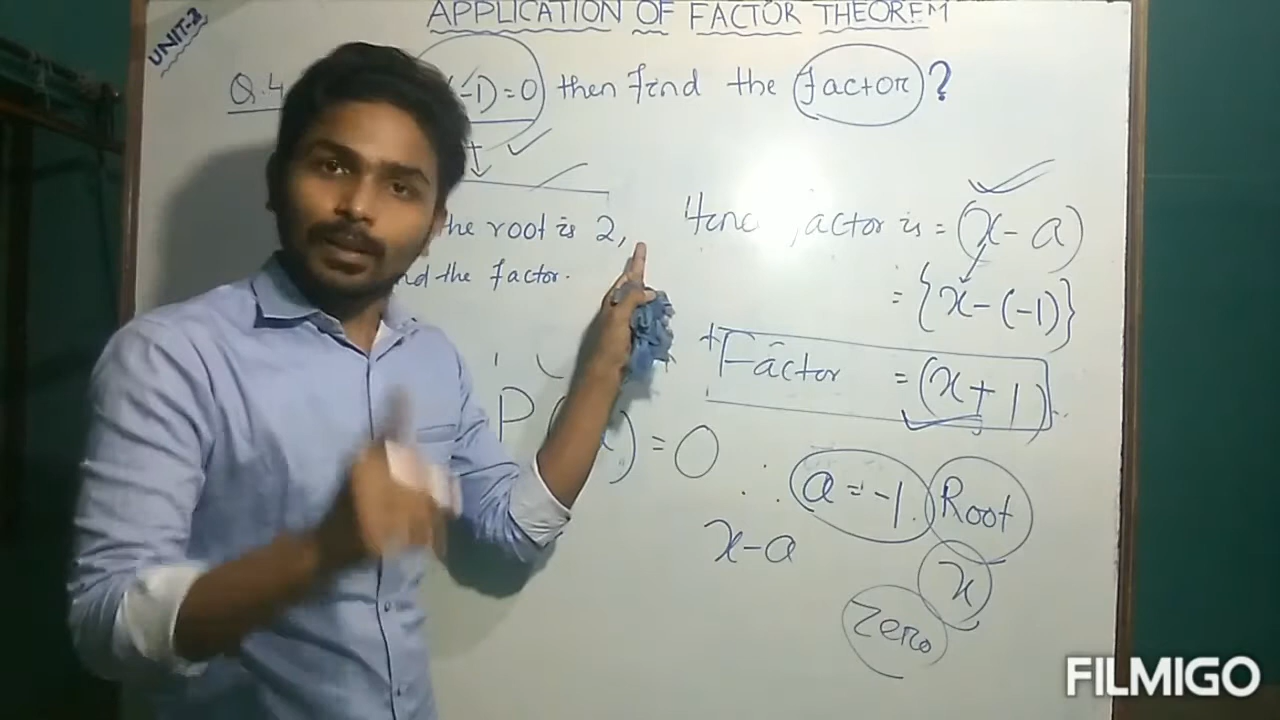 UNIT-2
APPLICATION OF FACTOR THEOREM
Q.4 (-1)=0 then find the factor?
the root is 2,
the factor.
factor is = (x-a)
= {x-(-1)}
Factor = (x+1)
P( )=0
∴ a=-1. Root
x-a
x
Zero
FILMIGO